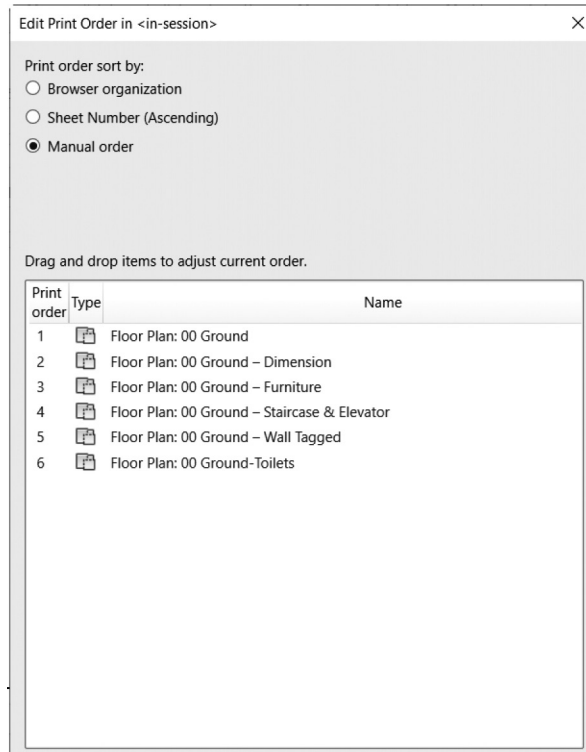 Edit Print Order in <in-session>
Print order sort by:
Browser organization
Sheet Number (Ascending)
Manual order
Drag and drop items to adjust current order.
Print order Type Name
1 Floor Plan: 00 Ground
2 Floor Plan: 00 Ground – Dimension
3 Floor Plan: 00 Ground – Furniture
4 Floor Plan: 00 Ground – Staircase & Elevator
5 Floor Plan: 00 Ground – Wall Tagged
6 Floor Plan: 00 Ground-Toilets